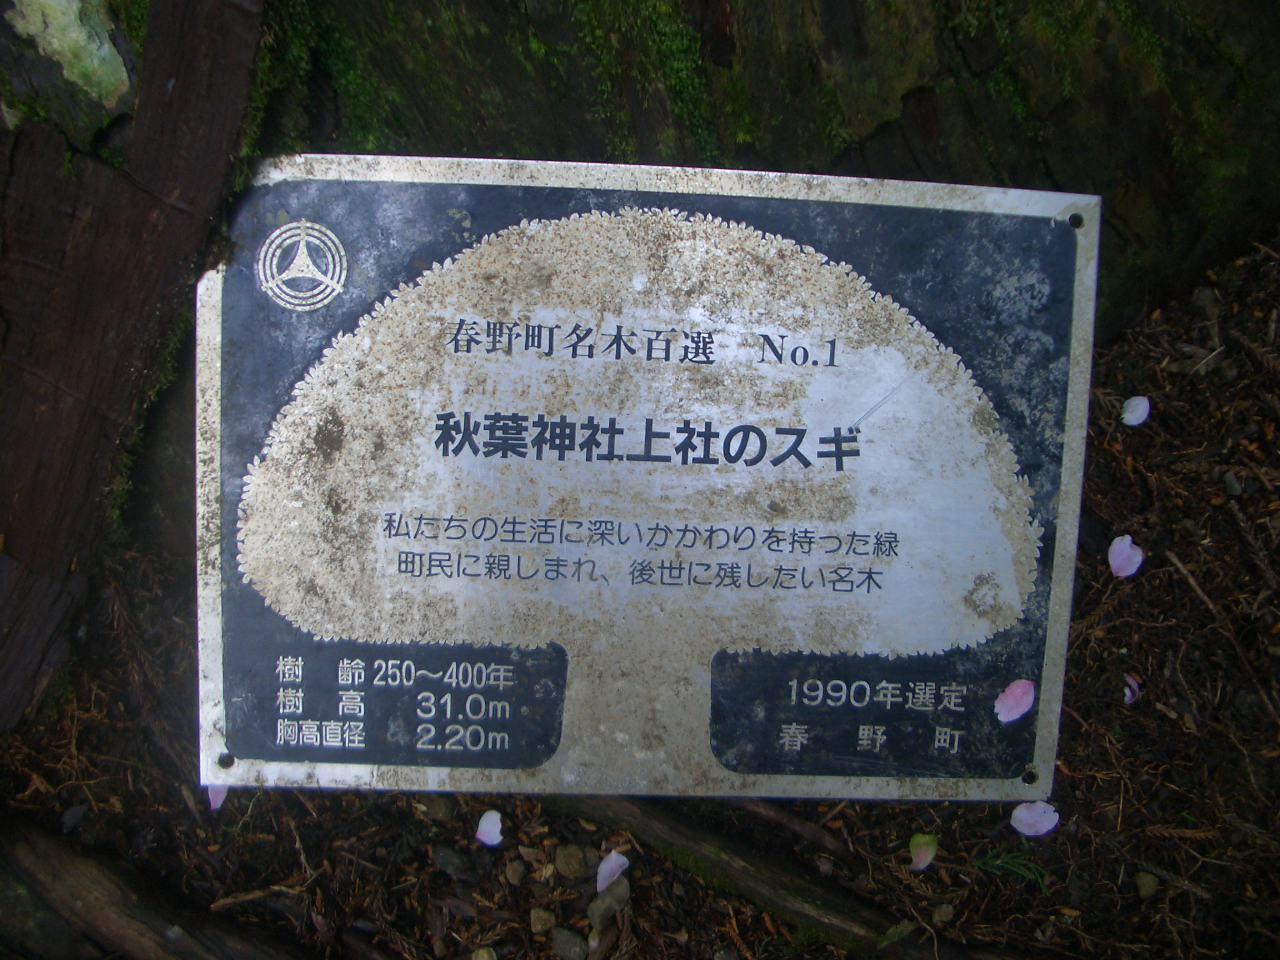 春野町名木百選　No.1
秋葉神社上社のスギ
私たちの生活に深いかかわりを持った緑
町民に親しまれ、後世に残したい名木
樹　齢 250〜400年
樹　高　31.0m
胸高直径　2.20m
1990年選定
春　野　町